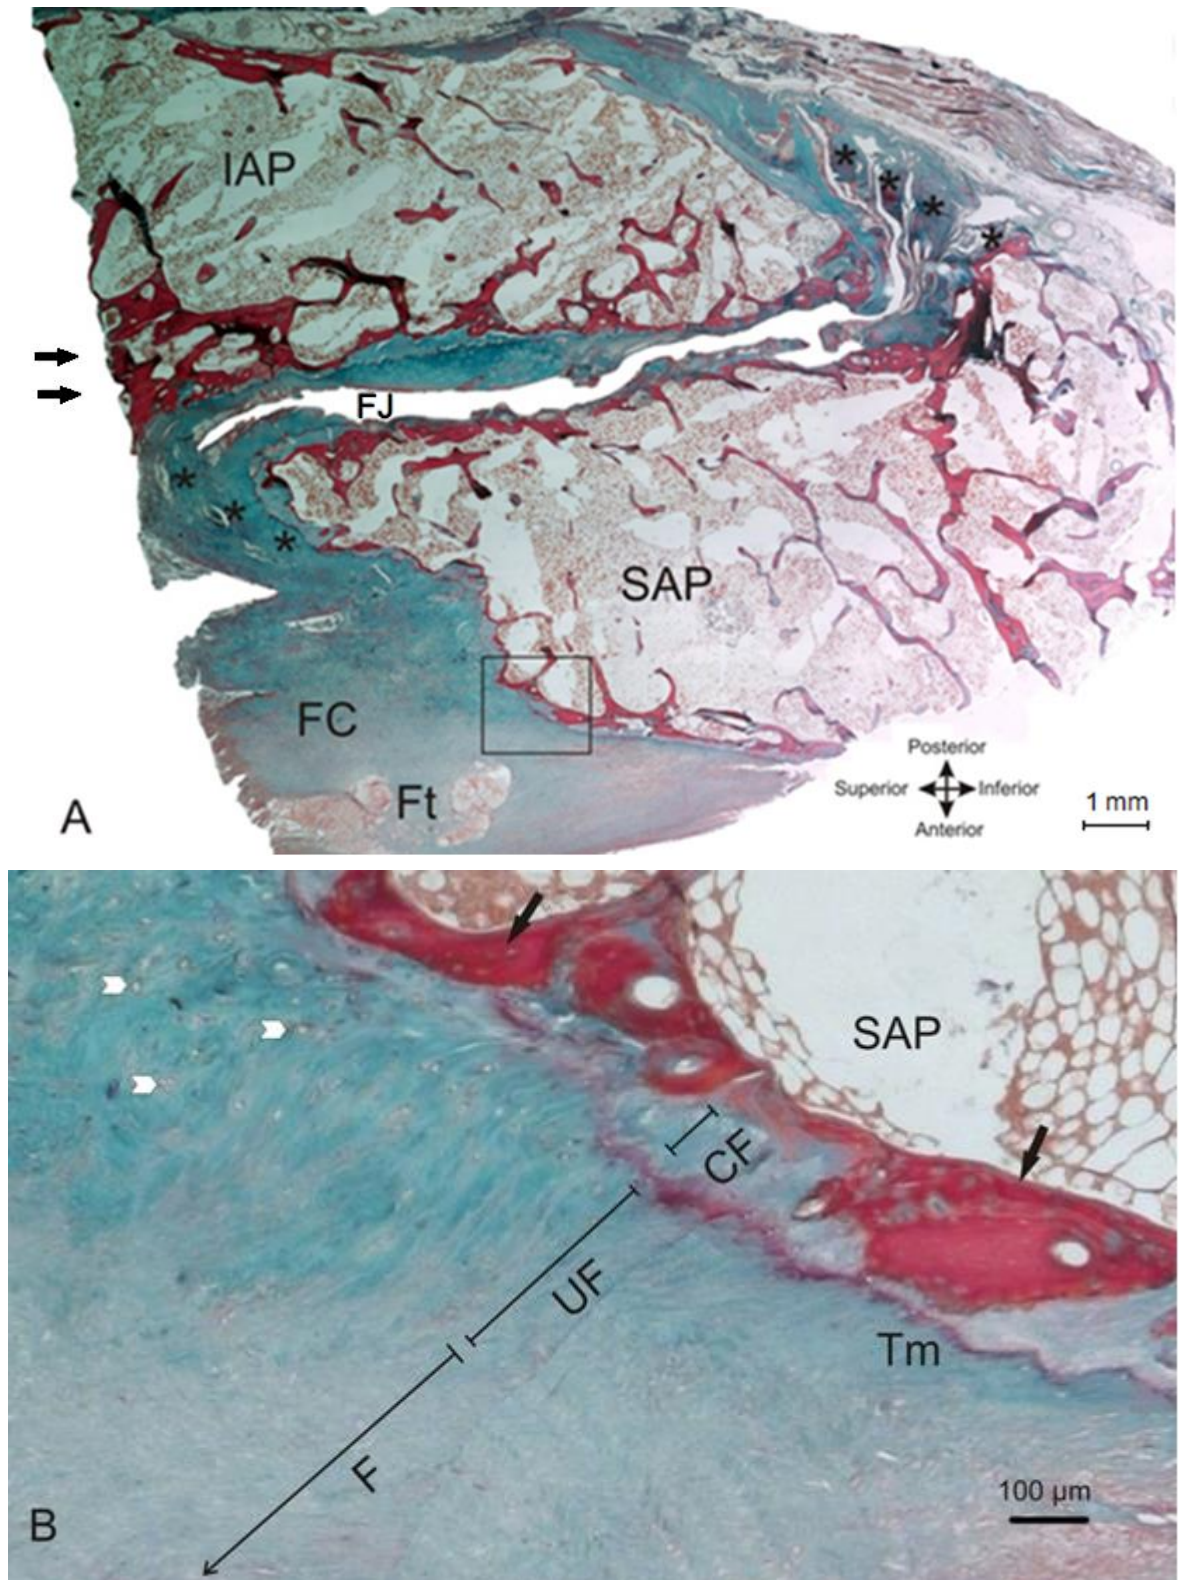 IAP
* * * *
FJ
* * *
SAP
FC
Ft
A
Posterior
Superior Inferior
Anterior
1 mm
SAP
CF
UF
Tm
F
100 µm
B